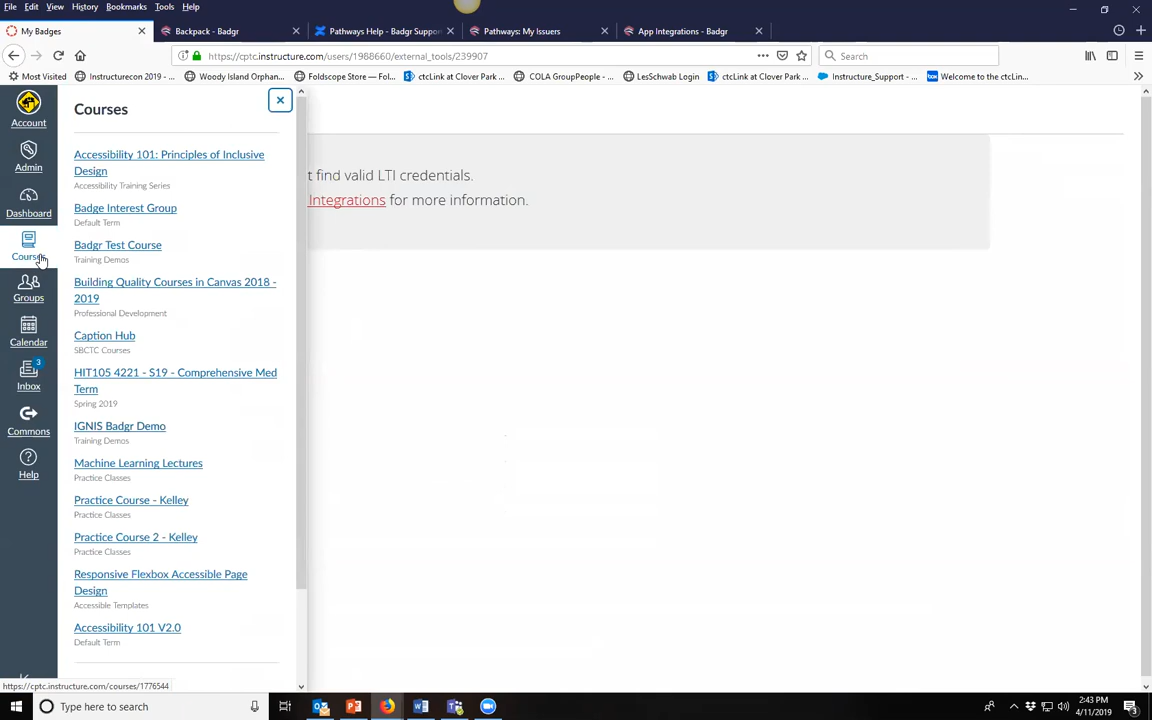 File Edit View History Bookmarks Tools Help
My Badges
Backpack - Badgr
Pathways Help - Badgr Suppor
Pathways: My Issuers
App Integrations - Badgr
https://cptc.instructure.com/users/1988660/external_tools/239907
Search
Most Visited
Instructurecon 2019 - ...
Woody Island Orphan...
Foldscope Store — Fol...
ctcLink at Clover Park ...
COLA GroupPeople - ...
LesSchwab Login
ctcLink at Clover Park ...
Instructure_Support - ...
Welcome to the ctcLin...
Account
Admin
Dashboard
Courses
Groups
Calendar
3
Inbox
Commons
Help
Courses
Accessibility 101: Principles of Inclusive
Design
Accessibility Training Series
Badge Interest Group
Default Term
Badgr Test Course
Training Demos
Building Quality Courses in Canvas 2018 -
2019
Professional Development
Caption Hub
SBCTC Courses
HIT105 4221 - S19 - Comprehensive Med
Term
Spring 2019
IGNIS Badgr Demo
Training Demos
Machine Learning Lectures
Practice Classes
Practice Course - Kelley
Practice Classes
Practice Course 2 - Kelley
Practice Classes
Responsive Flexbox Accessible Page
Design
Accessible Templates
Accessibility 101 V2.0
Default Term
t find valid LTI credentials.
Integrations for more information.
https://cptc.instructure.com/courses/1776544
Type here to search
2:43 PM
4/11/2019
3